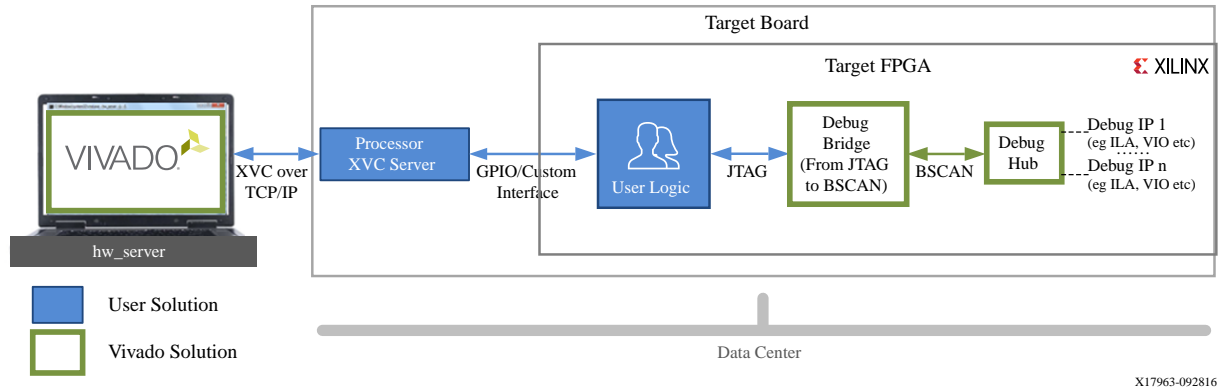 Target Board
Target FPGA
XILINX
VIVADO
XVC over
TCP/IP
Processor
XVC Server
GPIO/Custom
Interface
User Logic
JTAG
Debug
Bridge
(From JTAG
to BSCAN)
BSCAN
Debug
Hub
Debug IP 1
(eg ILA, VIO etc)
......
Debug IP n
(eg ILA, VIO etc)
hw_server
User Solution
Vivado Solution
Data Center
X17963-092816